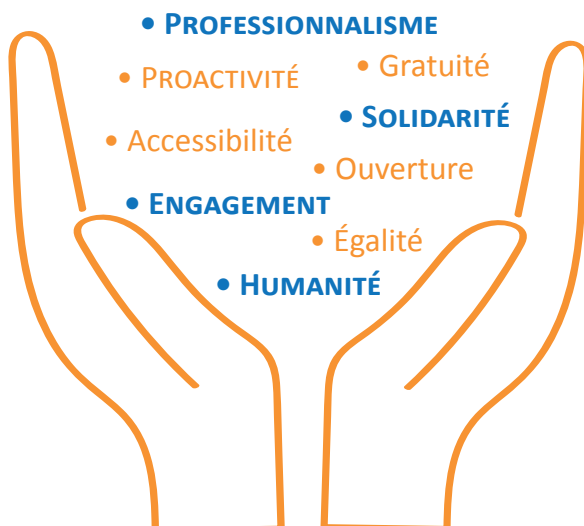 • PROFESSIONNALISME
• Gratuité
• PROACTIVITÉ
• SOLIDARITÉ
• Accessibilité
• Ouverture
• ENGAGEMENT
• Égalité
• HUMANITÉ